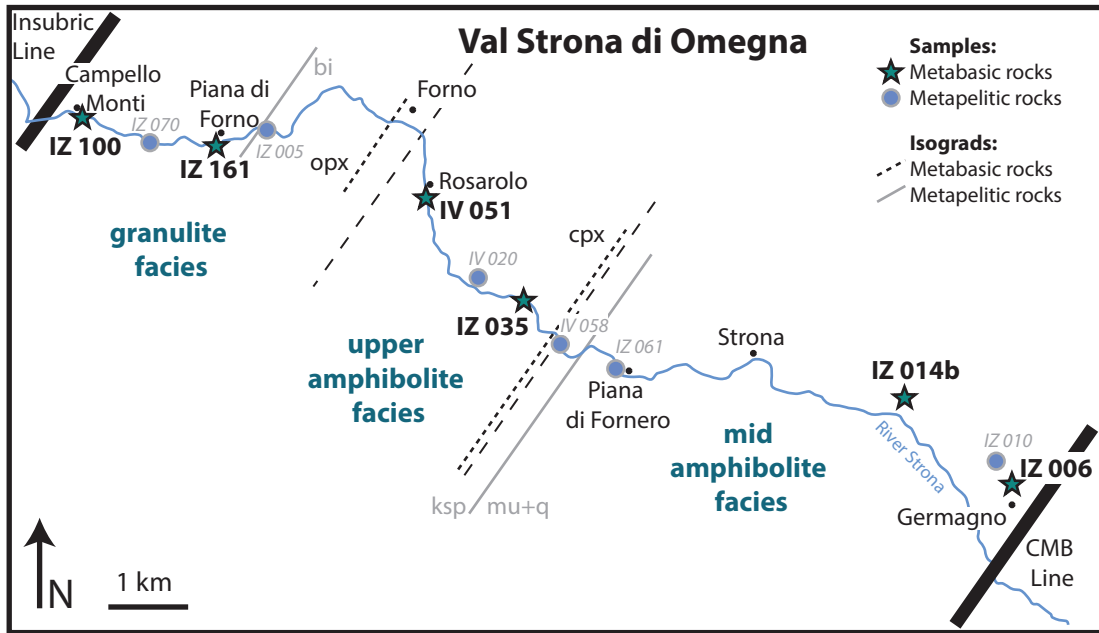 Val Strona di Omegna
Insubric
Line
Campello
Monti
IZ 100
IZ 070
Piana di
Forno
IZ 161
IZ 005
bi
opx
Forno
Rosarolo
IV 051
granulite
facies
IV 020
IZ 035
cpx
IV 058
IZ 061
Piana
di Fornero
upper
amphibolite
facies
ksp
mu+q
Strona
mid
amphibolite
facies
IZ 014b
River Strona
IZ 010
IZ 006
Germagno
CMB
Line
Samples:
Metabasic rocks
Metapelitic rocks
Isograds:
Metabasic rocks
Metapelitic rocks
N
1 km